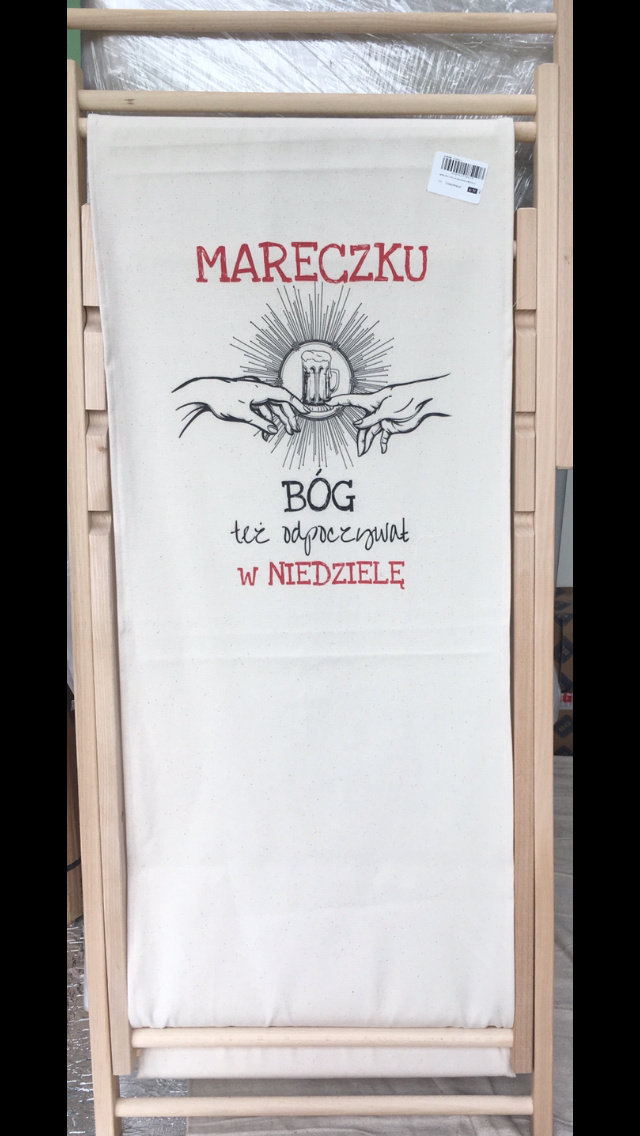 MARECZKU
BÓG
też odpoczywał
w NIEDZIELĘ